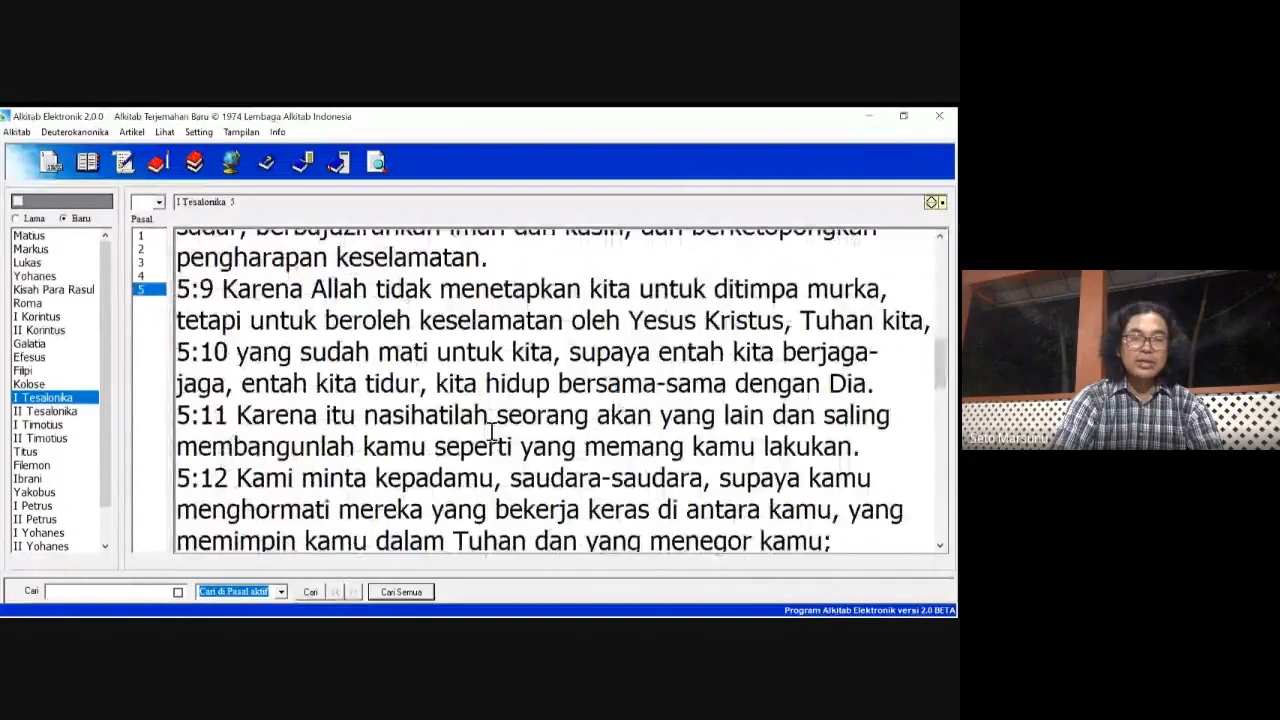 Alkitab Elektronik 2,0.0 Alkitab Terjemahan Baru © 1974 Lembaga Alkitab Indonesia
Alkitab Deuterokanonika Artikel Lihat Setting Tampilan Info
Lama Baru
Pasal
I Tesalonika 5
Matius
Markus
Lukas
Yohanes
Kisah Para Rasul
Roma
I Korintus
II Korintus
Galatia
Efesus
Filipi
Kolose
I Tesalonika
II Tesalonika
I Timotius
II Timotius
Titus
Filemon
Ibrani
Yakobus
I Petrus
II Petrus
I Yohanes
II Yohanes
1
2
3
4
5
sudar, berbajuzirahkan iman dan kasih, dan berketopongkan
pengharapan keselamatan.
5:9 Karena Allah tidak menetapkan kita untuk ditimpa murka,
tetapi untuk beroleh keselamatan oleh Yesus Kristus, Tuhan kita,
5:10 yang sudah mati untuk kita, supaya entah kita berjaga-
jaga, entah kita tidur, kita hidup bersama-sama dengan Dia.
5:11 Karena itu nasihatilah seorang akan yang lain dan saling
membangunlah kamu seperti yang memang kamu lakukan.
5:12 Kami minta kepadamu, saudara-saudara, supaya kamu
menghormati mereka yang bekerja keras di antara kamu, yang
memimpin kamu dalam Tuhan dan yang menegor kamu;
Cari Cari di Pasal aktif Cari Cari Semua
Program Alkitab Elektronik versi 2.0 BETA
Seto Marsunu